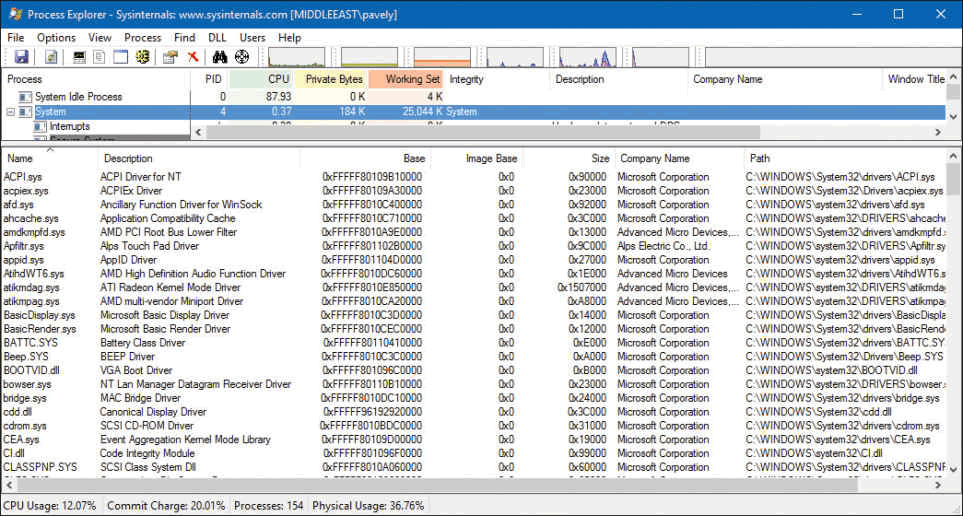 Process Explorer - Sysinternals: www.sysinternals.com [MIDDLEEAST\pavely]
File Options View Process Find DLL Users Help
Process PID CPU Private Bytes Working Set Integrity Description Company Name Window Title
System Idle Process 0 87.93 0 K 4 K
System 4 0.37 184 K 25,044 K System
Interrupts
Name Description Base Image Base Size Company Name Path
ACPI.sys ACPI Driver for NT 0xFFFFF80109B10000 0x0 0x90000 Microsoft Corporation C:\WINDOWS\System32\drivers\ACPI.sys
acpiex.sys ACPIEx Driver 0xFFFFF80109A30000 0x0 0x23000 Microsoft Corporation C:\WINDOWS\System32\Drivers\acpiex.sys
afd.sys Ancillary Function Driver for WinSock 0xFFFFF8010C400000 0x0 0x92000 Microsoft Corporation C:\WINDOWS\system32\drivers\afd.sys
ahcache.sys Application Compatibility Cache 0xFFFFF8010C710000 0x0 0x3C000 Microsoft Corporation C:\WINDOWS\system32\DRIVERS\ahcache
amdkmpfd.sys AMD PCI Root Bus Lower Filter 0xFFFFF8010A9E0000 0x0 0x13000 Advanced Micro Devices,... C:\WINDOWS\System32\drivers\amdkmpf
Apfiltr.sys Alps Touch Pad Driver 0xFFFFF801102B0000 0x0 0x9C000 Alps Electric Co., Ltd. C:\WINDOWS\system32\DRIVERS\Apfiltr.sy
appid.sys AppID Driver 0xFFFFF801104D0000 0x0 0x27000 Microsoft Corporation C:\WINDOWS\system32\drivers\appid.sys
AtihdWT6.sys AMD High Definition Audio Function Driver 0xFFFFF8010DC60000 0x0 0x1E000 Advanced Micro Devices C:\WINDOWS\system32\drivers\AtihdWT6
atikmdag.sys ATI Radeon Kernel Mode Driver 0xFFFFF8010E850000 0x0 0x1507000 Advanced Micro Devices,... C:\WINDOWS\system32\DRIVERS\atikmdag
atikmpag.sys AMD multi-vendor Miniport Driver 0xFFFFF8010CA20000 0x0 0xA8000 Advanced Micro Devices,... C:\WINDOWS\system32\DRIVERS\atikmpa
BasicDisplay.sys Microsoft Basic Display Driver 0xFFFFF8010C3D0000 0x0 0x14000 Microsoft Corporation C:\WINDOWS\System32\drivers\BasicDispla
BasicRender.sys Microsoft Basic Render Driver 0xFFFFF8010CEC0000 0x0 0x12000 Microsoft Corporation C:\WINDOWS\System32\drivers\BasicRend
BATTC.SYS Battery Class Driver 0xFFFFF80110410000 0x0 0xE000 Microsoft Corporation C:\WINDOWS\System32\drivers\BATTC.SY
Beep.SYS BEEP Driver 0xFFFFF8010C3C0000 0x0 0xA000 Microsoft Corporation C:\WINDOWS\System32\Drivers\Beep.SYS
BOOTVID.dll VGA Boot Driver 0xFFFFF801096C0000 0x0 0xB000 Microsoft Corporation C:\WINDOWS\system32\BOOTVID.dll
bowser.sys NT Lan Manager Datagram Receiver Driver 0xFFFFF80110B10000 0x0 0x23000 Microsoft Corporation C:\WINDOWS\system32\DRIVERS\bowser.
bridge.sys MAC Bridge Driver 0xFFFFF8010DC10000 0x0 0x24000 Microsoft Corporation C:\WINDOWS\System32\drivers\bridge.sys
cdd.dll Canonical Display Driver 0xFFFFF96192920000 0x0 0x3C000 Microsoft Corporation C:\WINDOWS\System32\cdd.dll
cdrom.sys SCSI CD-ROM Driver 0xFFFFF8010BDC0000 0x0 0x31000 Microsoft Corporation C:\WINDOWS\System32\drivers\cdrom.sys
CEA.sys Event Aggregation Kernel Mode Library 0xFFFFF80109D00000 0x0 0x19000 Microsoft Corporation C:\WINDOWS\system32\drivers\CEA.sys
CI.dll Code Integrity Module 0xFFFFF801096F0000 0x0 0x99000 Microsoft Corporation C:\WINDOWS\system32\CI.dll
CLASSPNP.SYS SCSI Class System Dll 0xFFFFF8010A060000 0x0 0x60000 Microsoft Corporation C:\WINDOWS\System32\drivers\CLASSPNP.
CPU Usage: 12.07% Commit Charge: 20.01% Processes: 154 Physical Usage: 36.76%